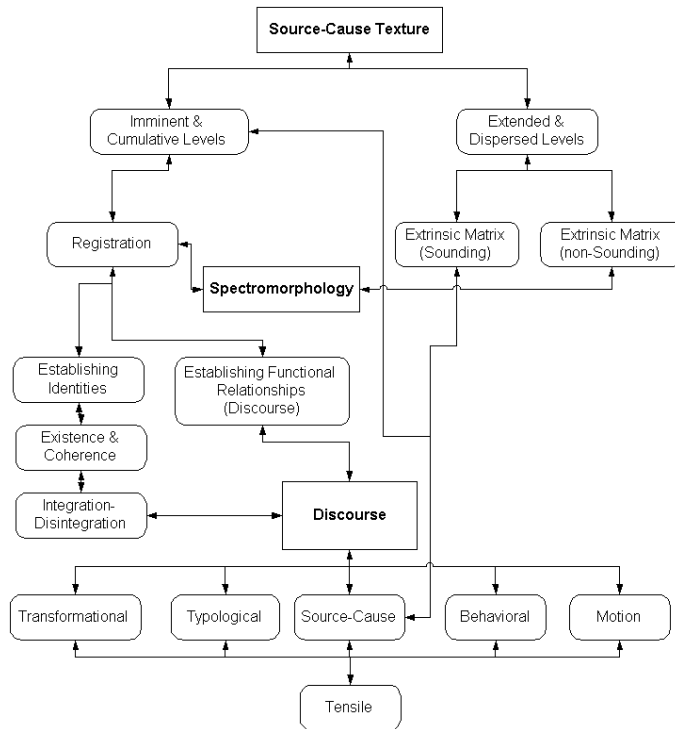 Source-Cause Texture
Imminent &
Cumulative Levels
Extended &
Dispersed Levels
Registration
Extrinsic Matrix
(Sounding)
Extrinsic Matrix
(non-Sounding)
Spectromorphology
Establishing
Identities
Establishing Functional
Relationships
(Discourse)
Existence &
Coherence
Integration-
Disintegration
Discourse
Transformational
Typological
Source-Cause
Behavioral
Motion
Tensile